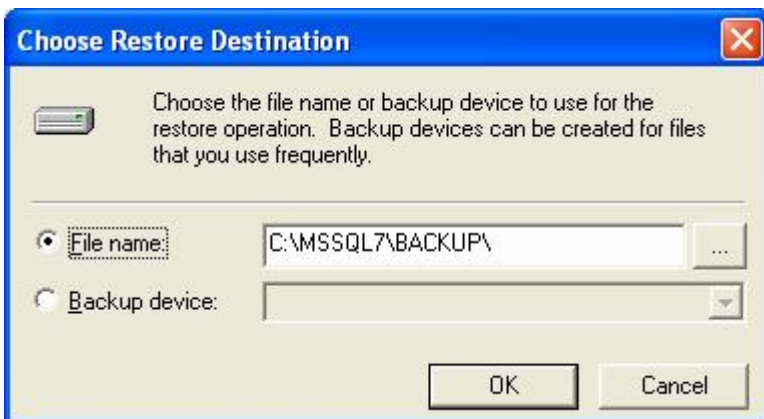 Choose Restore Destination
Choose the file name or backup device to use for the
restore operation.  Backup devices can be created for files
that you use frequently.
File name: C:\MSSQL7\BACKUP\ ...
Backup device:
OK Cancel